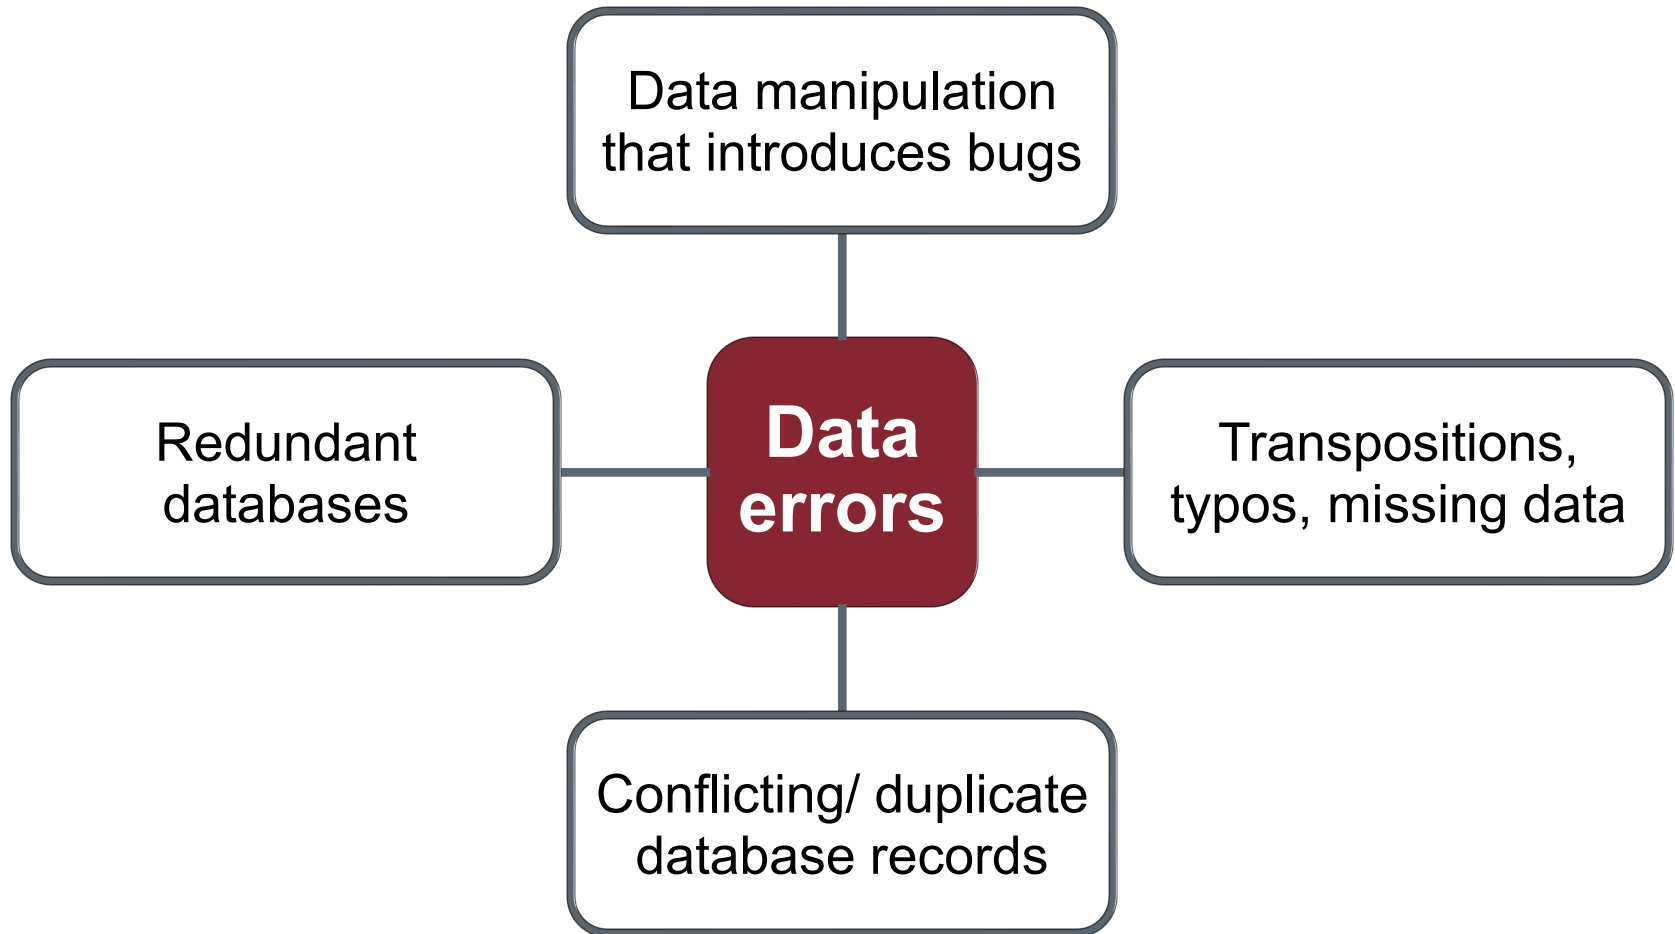 Data manipulation
that introduces bugs
Redundant
databases
Data
errors
Transpositions,
typos, missing data
Conflicting/ duplicate
database records